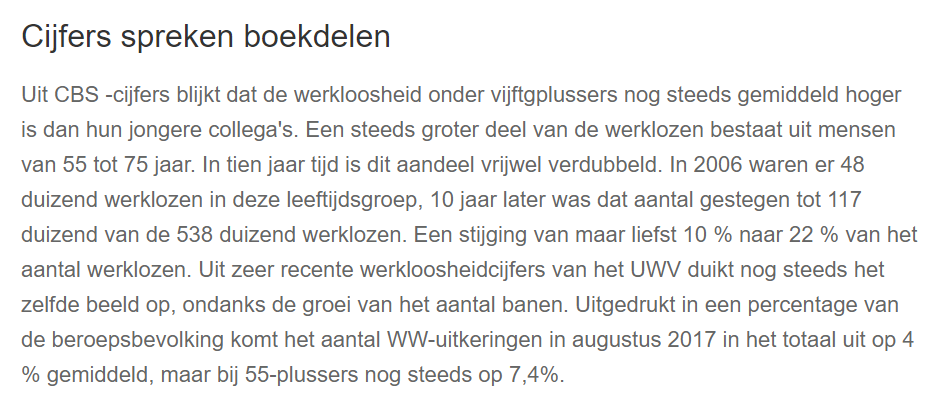 Cijfers spreken boekdelen
Uit CBS -cijfers blijkt dat de werkloosheid onder vijftgplussers nog steeds gemiddeld hoger
is dan hun jongere collega's. Een steeds groter deel van de werklozen bestaat uit mensen
van 55 tot 75 jaar. In tien jaar tijd is dit aandeel vrijwel verdubbeld. In 2006 waren er 48
duizend werklozen in deze leeftijdsgroep, 10 jaar later was dat aantal gestegen tot 117
duizend van de 538 duizend werklozen. Een stijging van maar liefst 10 % naar 22 % van het
aantal werklozen. Uit zeer recente werkloosheidcijfers van het UWV duikt nog steeds het
zelfde beeld op, ondanks de groei van het aantal banen. Uitgedrukt in een percentage van
de beroepsbevolking komt het aantal WW-uitkeringen in augustus 2017 in het totaal uit op 4
% gemiddeld, maar bij 55-plussers nog steeds op 7,4%.